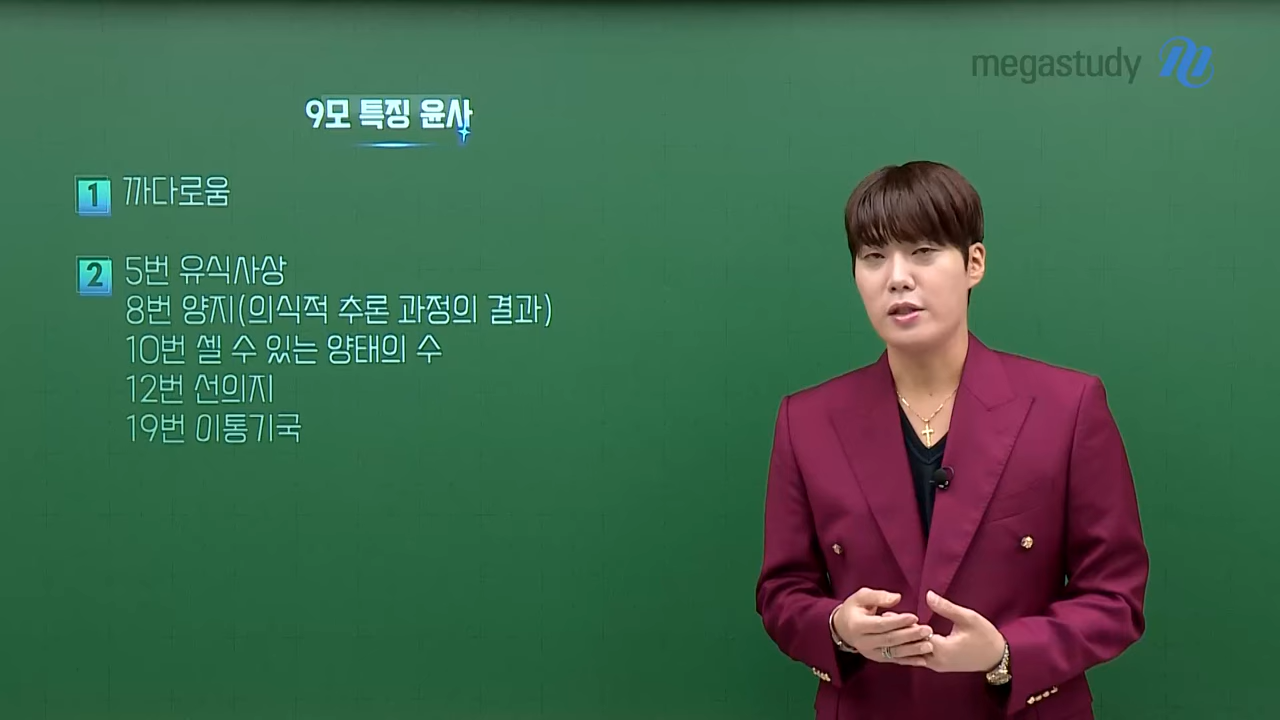 megastudy
9모 특징 윤사
1 까다로움
2 5번 유식사상
8번 양지(의식적 추론 과정의 결과)
10번 셀 수 있는 양태의 수
12번 선의지
19번 이통기국